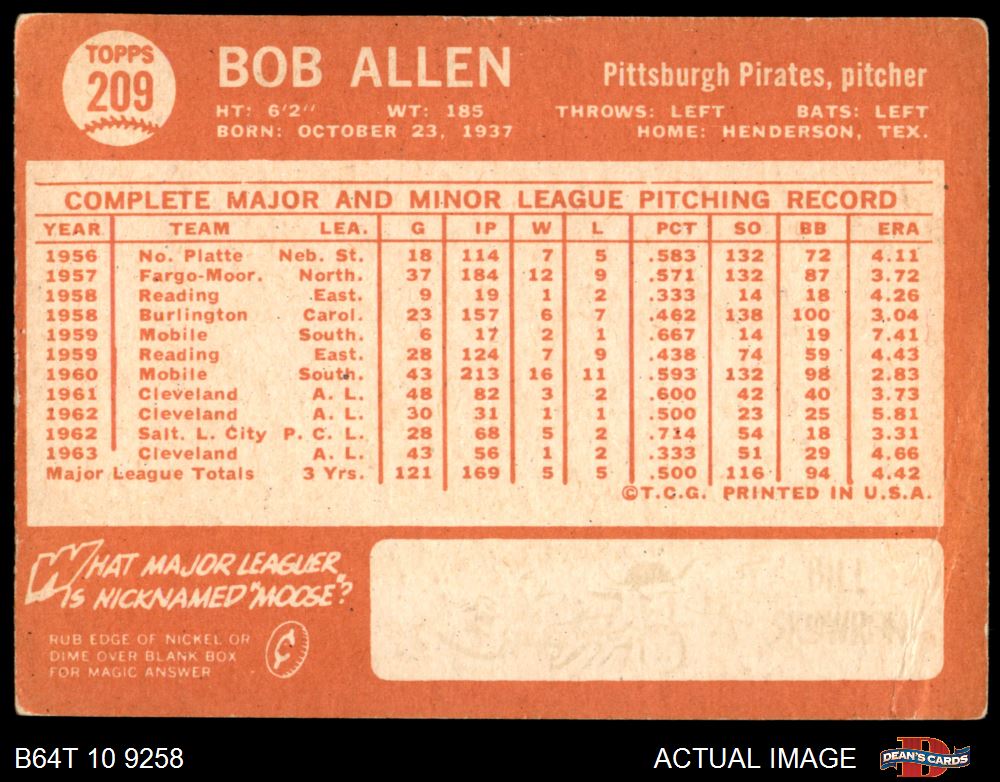 TOPPS
209
BOB ALLEN
Pittsburgh Pirates, pitcher
HT: 6'2" WT: 185 THROWS: LEFT BATS: LEFT
BORN: OCTOBER 23, 1937 HOME: HENDERSON, TEX.
COMPLETE MAJOR AND MINOR LEAGUE PITCHING RECORD
YEAR TEAM LEA. G IP W L PCT SO BB ERA
1956 No. Platte Neb. St. 18 114 7 5 .583 132 72 4.11
1957 Fargo-Moor. North. 37 184 12 9 .571 132 87 3.72
1958 Reading East. 9 19 1 2 .333 14 18 4.26
1958 Burlington Carol. 23 157 6 7 .462 138 100 3.04
1959 Mobile South. 6 17 2 1 .667 14 19 7.41
1959 Reading East. 28 124 7 9 .438 74 59 4.43
1960 Mobile South. 43 213 16 11 .593 132 98 2.83
1961 Cleveland A. L. 48 82 3 2 .600 42 40 3.73
1962 Cleveland A. L. 30 31 1 1 .500 23 25 5.81
1962 Salt. L. City P. C. L. 28 68 5 2 .714 54 18 3.31
1963 Cleveland A. L. 43 56 1 2 .333 51 29 4.66
Major League Totals 3 Yrs. 121 169 5 5 .500 116 94 4.42
©T.C.G. PRINTED IN U.S.A.
WHAT MAJOR LEAGUER
IS NICKNAMED "MOOSE"?
RUB EDGE OF NICKEL OR
DIME OVER BLANK BOX
FOR MAGIC ANSWER
BILL
B64T 10 9258
ACTUAL IMAGE
DEAN'S CARDS